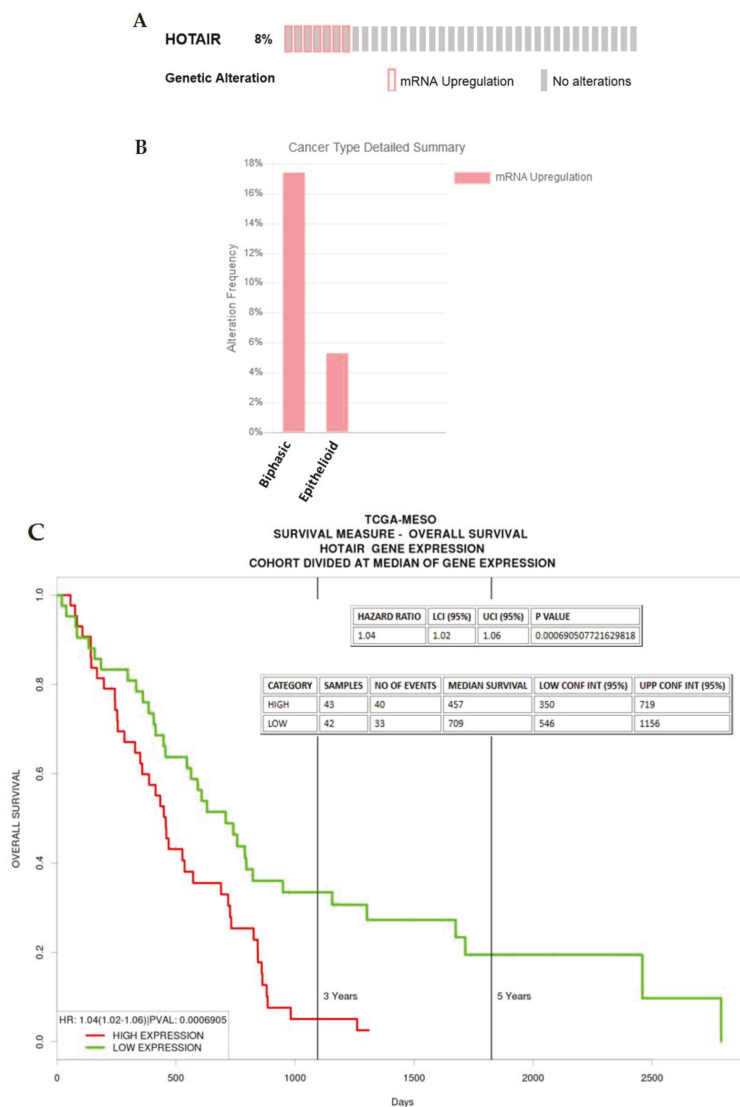 A
HOTAIR 8%
Genetic Alteration mRNA Upregulation No alterations
B
Cancer Type Detailed Summary
mRNA Upregulation
18%
16%
14%
12%
10%
8%
6%
4%
2%
0%
Alteration Frequency
Biphasic
Epithelioid
C
TCGA-MESO
SURVIVAL MEASURE - OVERALL SURVIVAL
HOTAIR GENE EXPRESSION
COHORT DIVIDED AT MEDIAN OF GENE EXPRESSION
HAZARD RATIO LCI (95%) UCI (95%) P VALUE
1.04 1.02 1.06 0.000690507721629818
CATEGORY SAMPLES NO OF EVENTS MEDIAN SURVIVAL LOW CONF INT (95%) UPP CONF INT (95%)
HIGH 43 40 457 350 719
LOW 42 33 709 546 1156
1.0
0.8
0.6
0.4
0.2
0.0
OVERALL SURVIVAL
3 Years
5 Years
HR: 1.04(1.02-1.06)|PVAL: 0.0006905
HIGH EXPRESSION
LOW EXPRESSION
0 500 1000 1500 2000 2500
Days